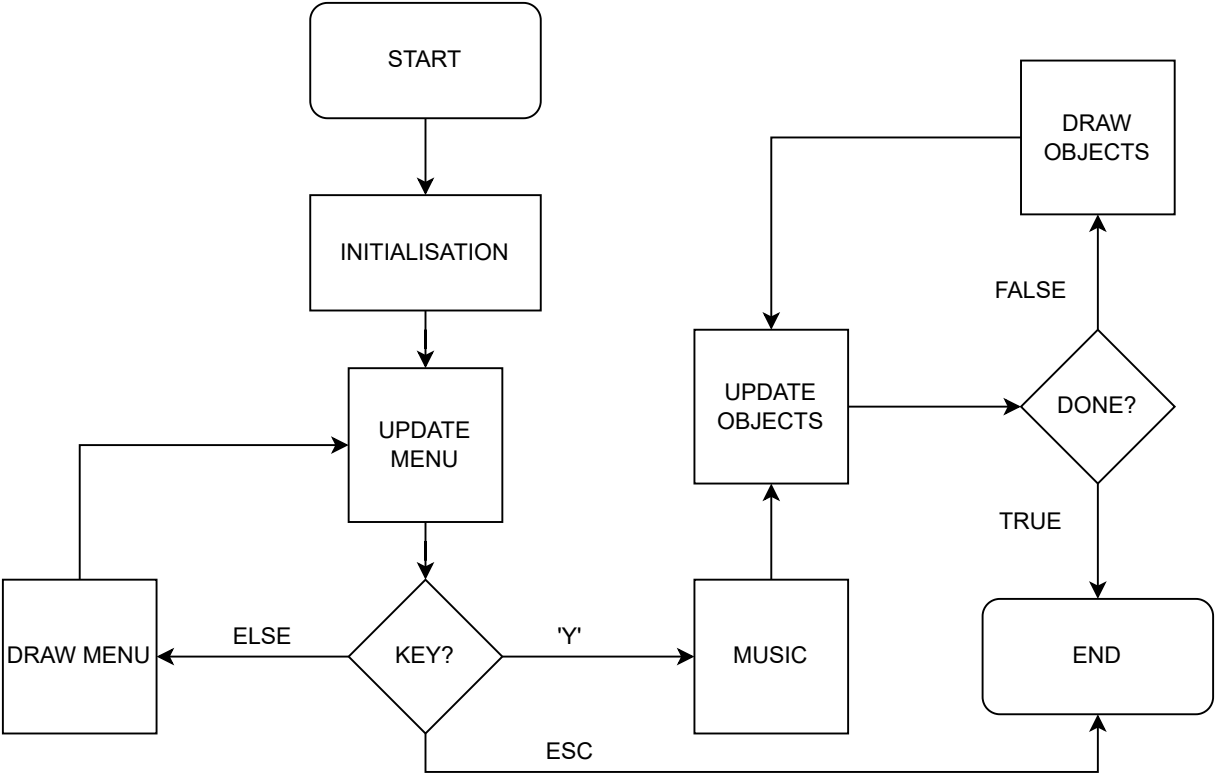 START
INITIALISATION
UPDATE
MENU
DRAW MENU
ELSE
KEY?
'Y'
MUSIC
ESC
UPDATE
OBJECTS
DONE?
FALSE
DRAW
OBJECTS
TRUE
END